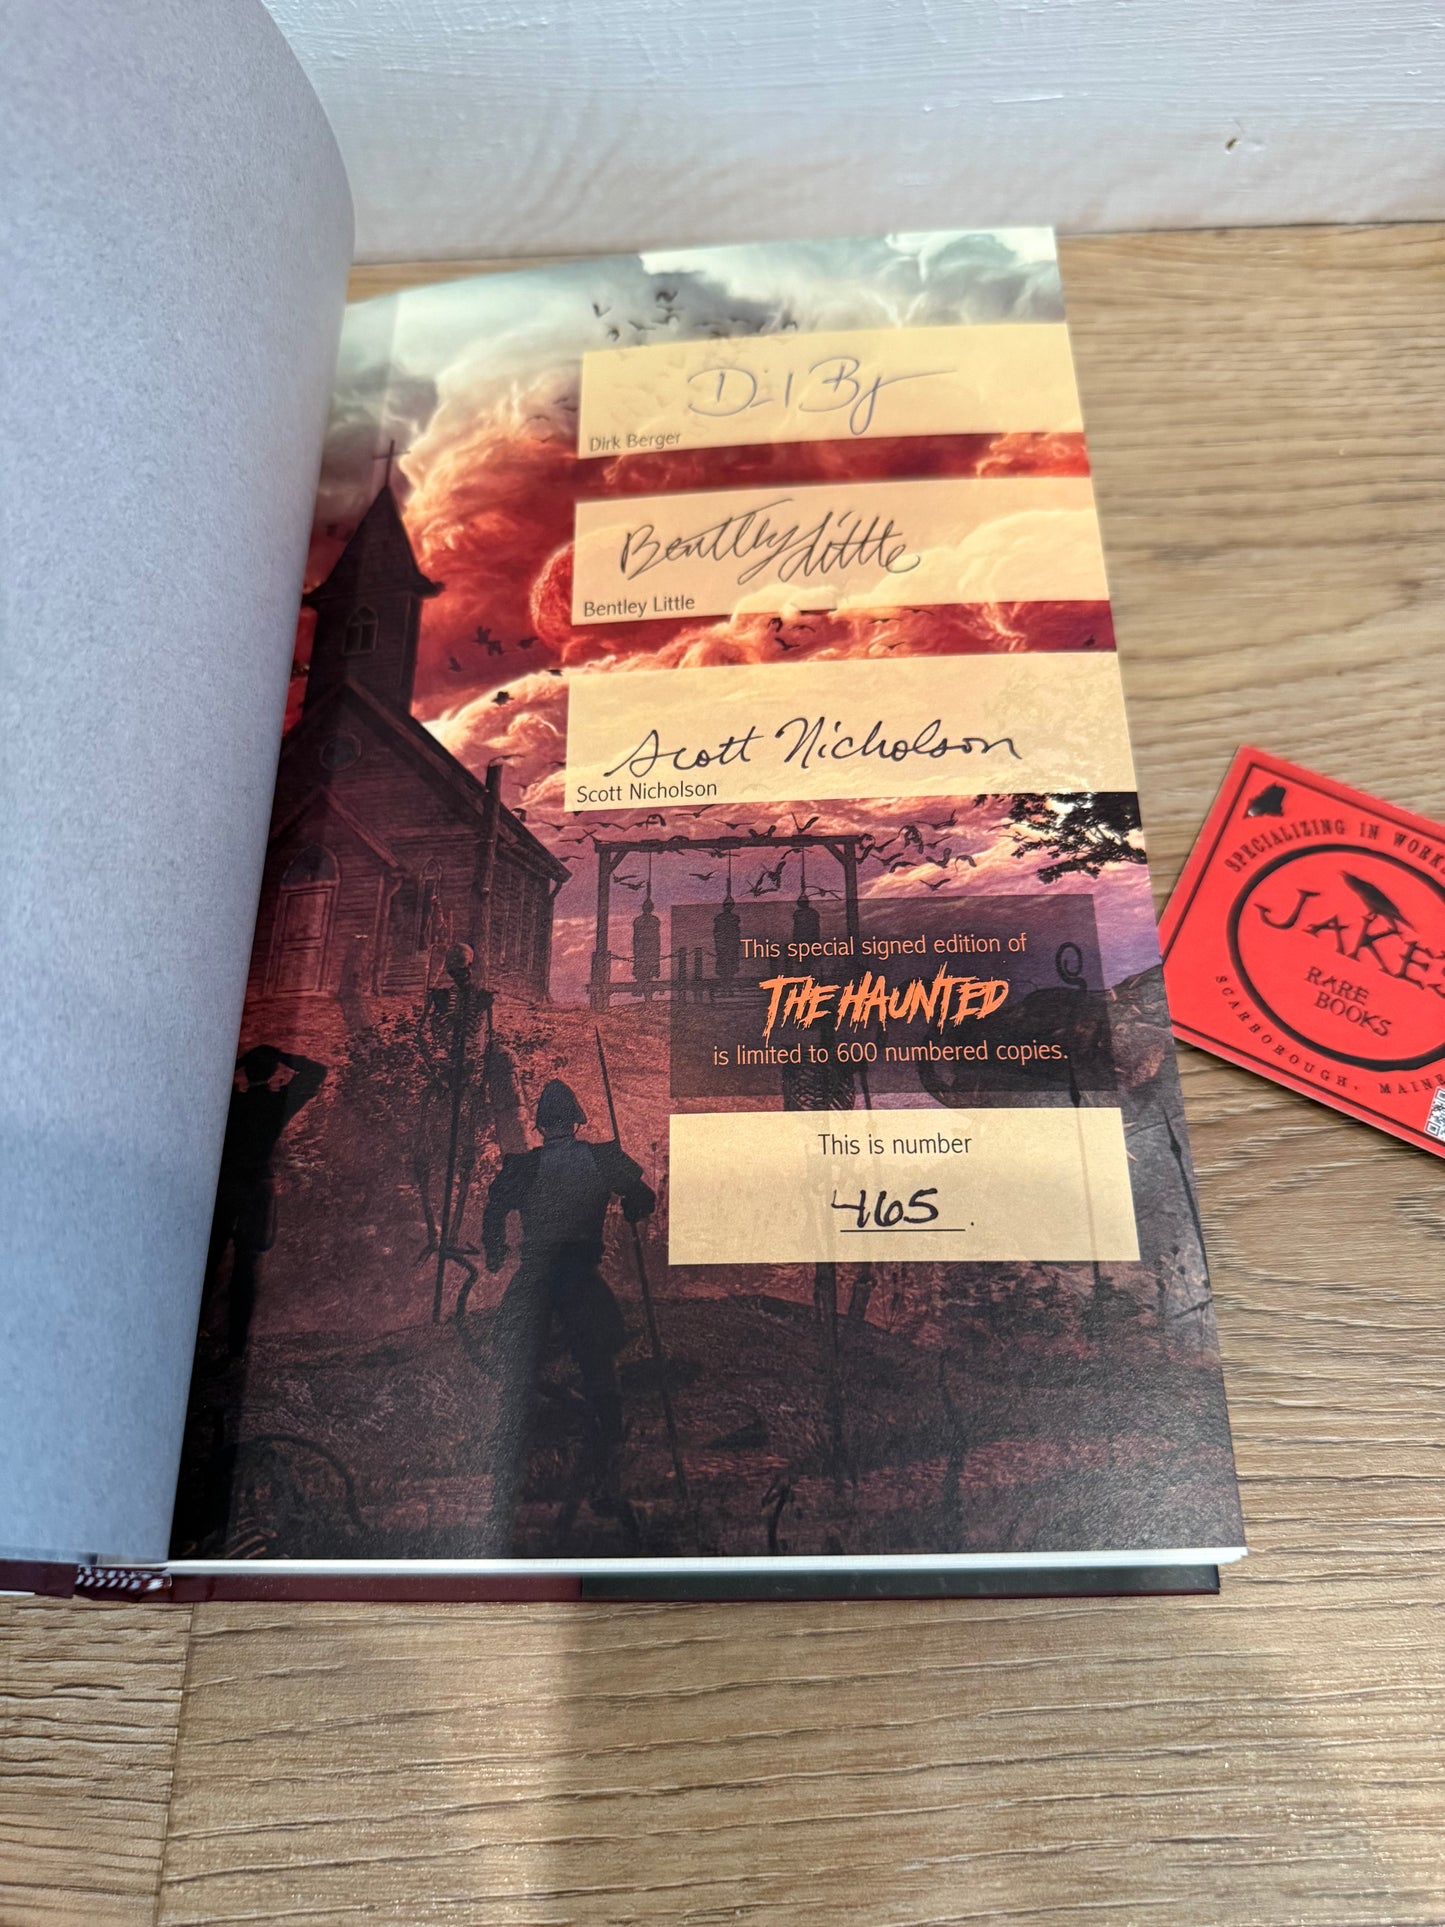 Dirk Berger
Bentley Little
Bentley Little
Scott Nicholson
Scott Nicholson
This special signed edition of
THE HAUNTED
is limited to 600 numbered copies.
This is number
465.
SPECIALIZING IN
JAKE'S
RARE
BOOKS
SCARBOROUGH, MAINE